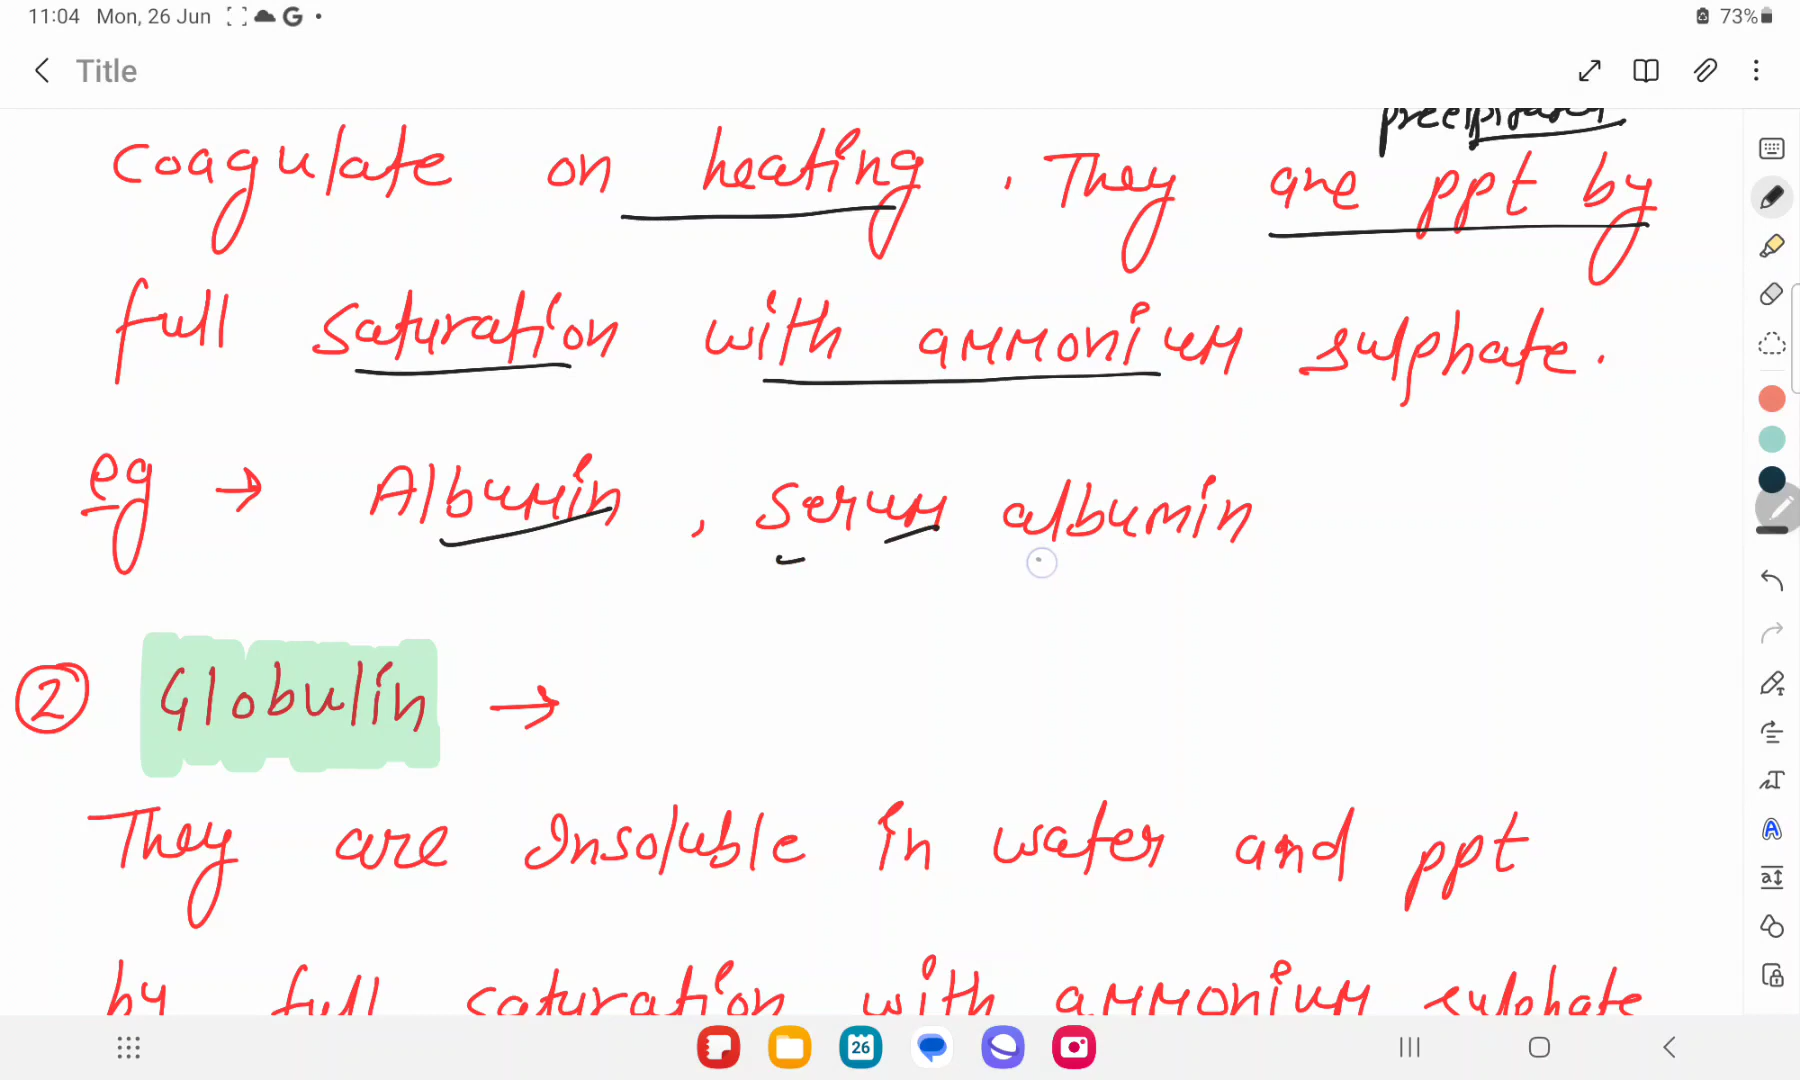 11:04 Mon, 26 Jun G 73%
Title
coagulate on heating. They are ppt by
full saturation with ammonium sulphate.
eg → Albumin, Serum albumin
2 Globulin →
They are Insoluble in water and ppt
by full saturation with ammonium sulphate
26